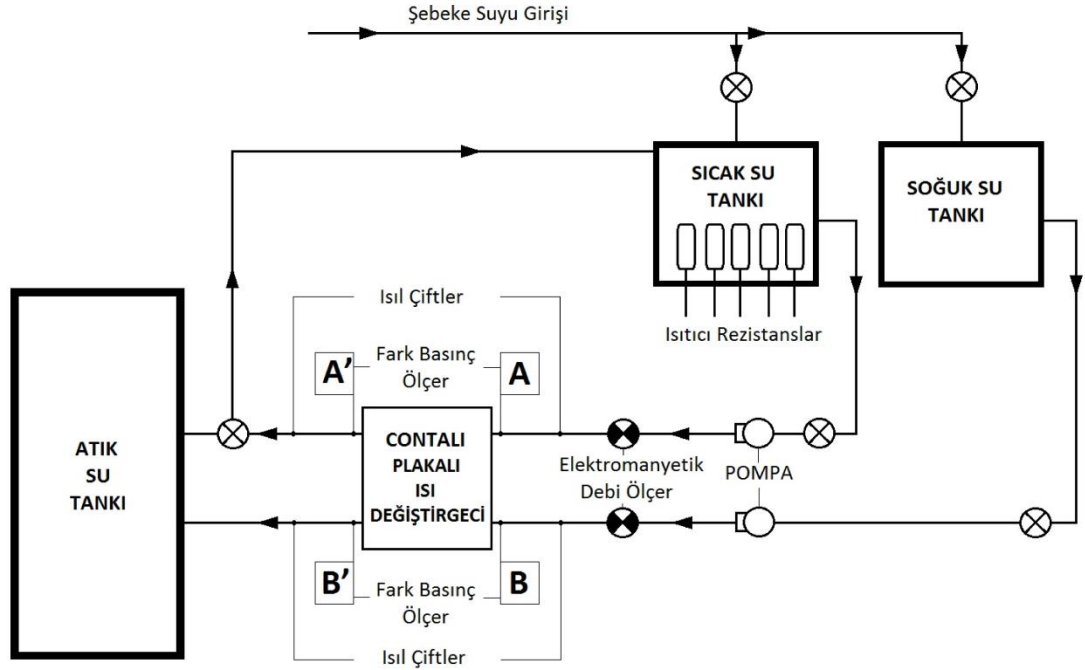 Şebeke Suyu Girişi
SICAK SU
TANKI
SOĞUK SU
TANKI
Isıtıcı Rezistanslar
Isıl Çiftler
A’
Fark Basınç
Ölçer
A
ATIK
SU
TANKI
CONTALI
PLAKALI
ISI
DEĞİŞTİRGECİ
Elektromanyetik
Debi Ölçer
POMPA
B’
Fark Basınç
Ölçer
B
Isıl Çiftler